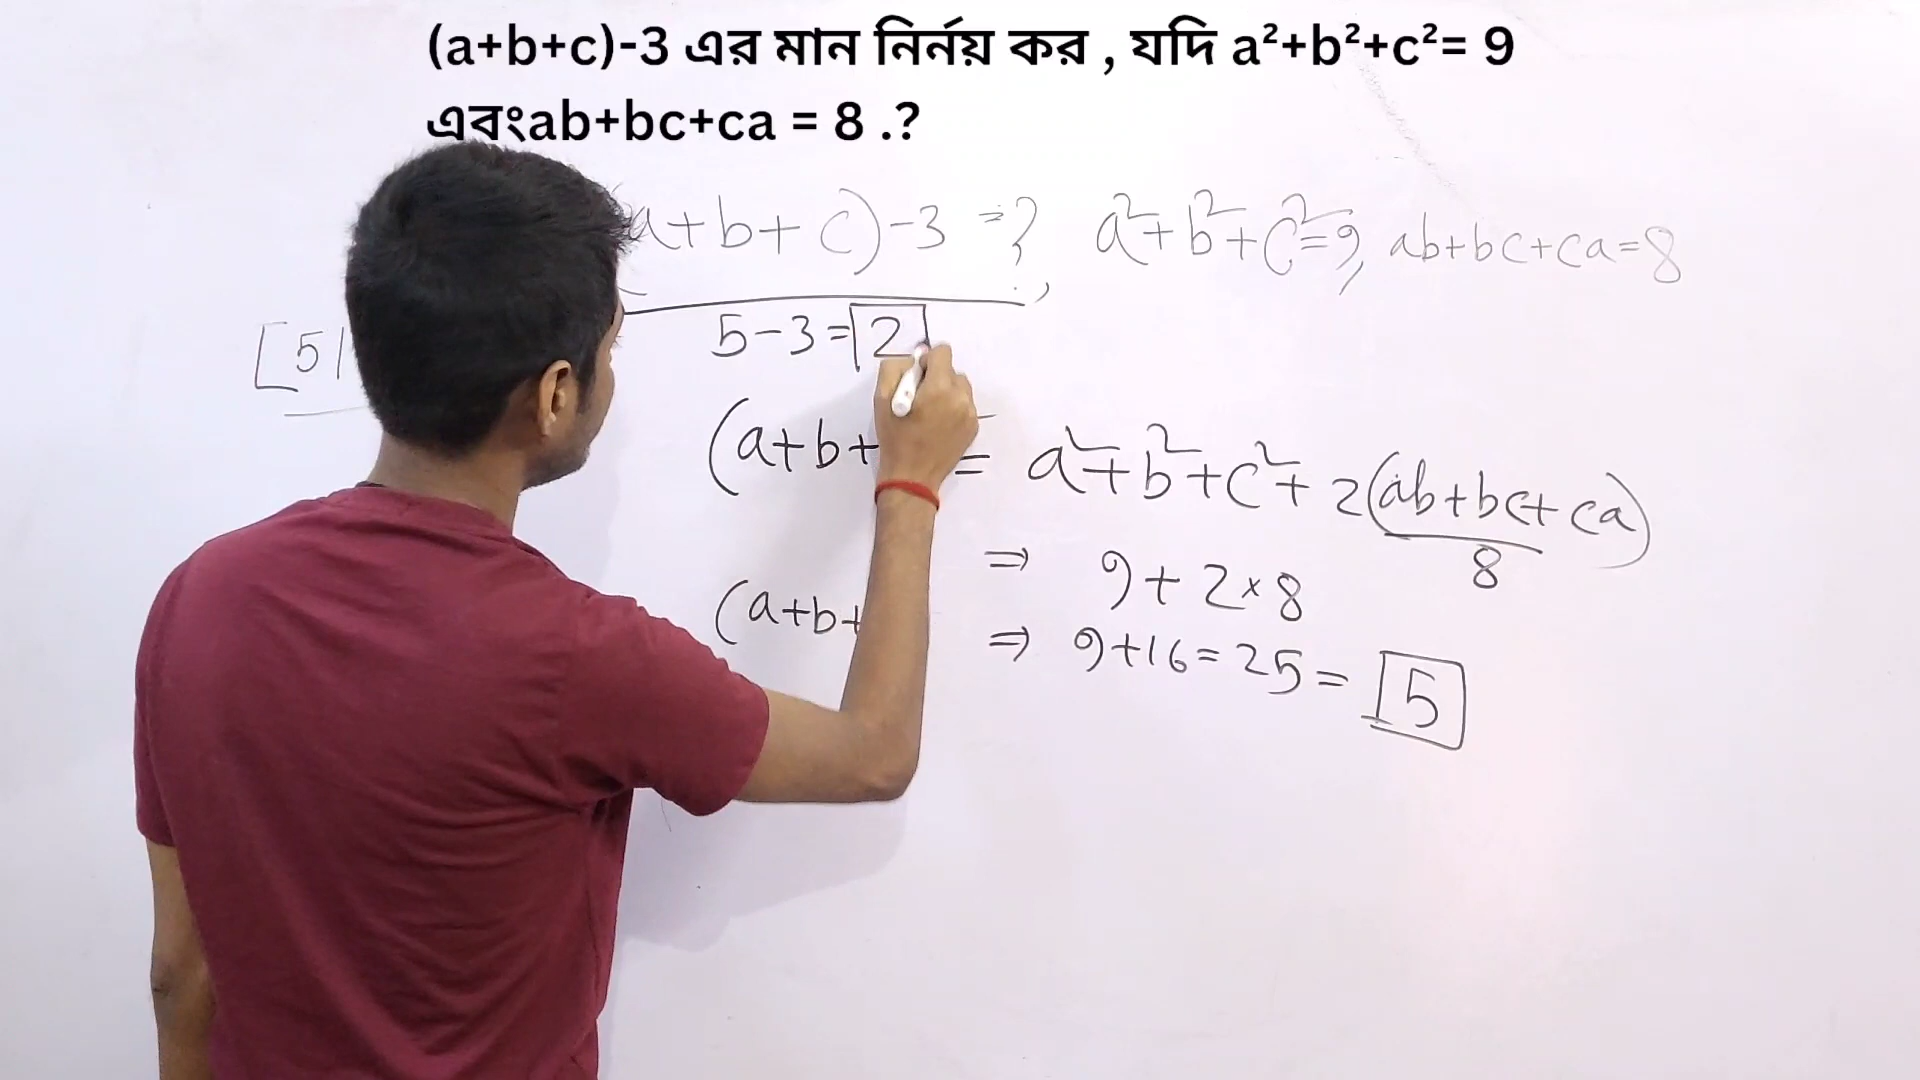 (a+b+c)-3 এর মান নির্নয় কর , যদি a²+b²+c²= 9
এবংab+bc+ca = 8 .?
a+b+c)-3 =? , a²+b²+c²=9, ab+bc+ca=8
[51
5-3=2
(a+b+ = a²+b²+c²+2(ab+bc+ca)
8
⇒ 9+2×8
(a+b+ ⇒ 9+16=25= 5